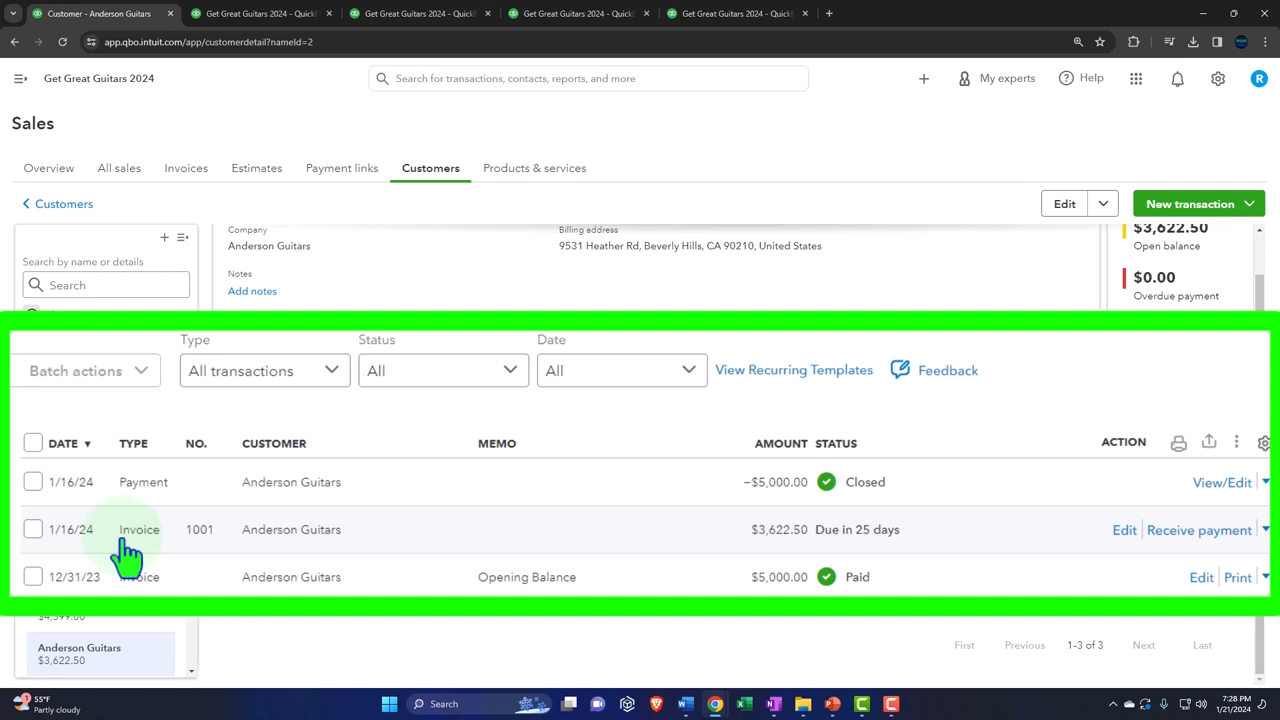 Customer - Anderson Guitars
Get Great Guitars 2024 - QuickB
Get Great Guitars 2024 - QuickB
Get Great Guitars 2024 - QuickB
Get Great Guitars 2024 - QuickB
app.qbo.intuit.com/app/customerdetail?nameId=2
Get Great Guitars 2024
Search for transactions, contacts, reports, and more
My experts
Help
R
Sales
Overview
All sales
Invoices
Estimates
Payment links
Customers
Products & services
Customers
Edit
New transaction
Company
Anderson Guitars
Billing address
9531 Heather Rd, Beverly Hills, CA 90210, United States
Notes
Add notes
$3,622.50
Open balance
$0.00
Overdue payment
Search by name or details
Search
Type
Status
Date
Batch actions
All transactions
All
All
View Recurring Templates
Feedback
DATE TYPE NO. CUSTOMER MEMO AMOUNT STATUS ACTION
1/16/24 Payment Anderson Guitars −$5,000.00 Closed View/Edit
1/16/24 Invoice 1001 Anderson Guitars $3,622.50 Due in 25 days Edit Receive payment
12/31/23 Invoice Anderson Guitars Opening Balance $5,000.00 Paid Edit Print
Anderson Guitars
$3,622.50
First Previous 1-3 of 3 Next Last
55°F
Partly cloudy
Search
7:28 PM
1/21/2024